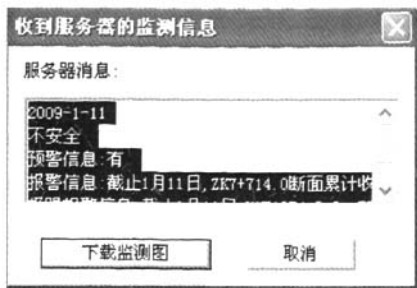 收到服务器的监测信息
服务器消息:
2009-1-11
不安全
预警信息:有
报警信息:截止1月11日,ZK7+714.0断面累计收
下载监测图
取消